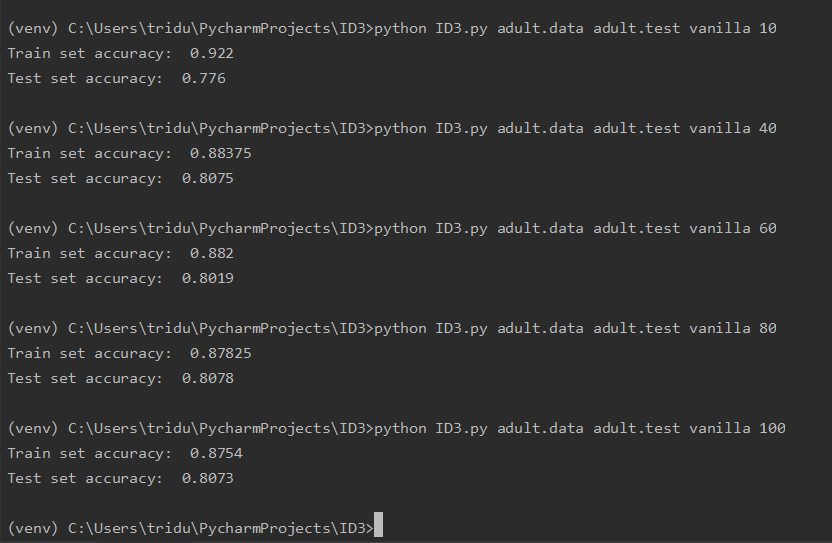 (venv) C:\Users\tridu\PycharmProjects\ID3>python ID3.py adult.data adult.test vanilla 10
Train set accuracy:  0.922
Test set accuracy:  0.776
(venv) C:\Users\tridu\PycharmProjects\ID3>python ID3.py adult.data adult.test vanilla 40
Train set accuracy:  0.88375
Test set accuracy:  0.8075
(venv) C:\Users\tridu\PycharmProjects\ID3>python ID3.py adult.data adult.test vanilla 60
Train set accuracy:  0.882
Test set accuracy:  0.8019
(venv) C:\Users\tridu\PycharmProjects\ID3>python ID3.py adult.data adult.test vanilla 80
Train set accuracy:  0.87825
Test set accuracy:  0.8078
(venv) C:\Users\tridu\PycharmProjects\ID3>python ID3.py adult.data adult.test vanilla 100
Train set accuracy:  0.8754
Test set accuracy:  0.8073
(venv) C:\Users\tridu\PycharmProjects\ID3>